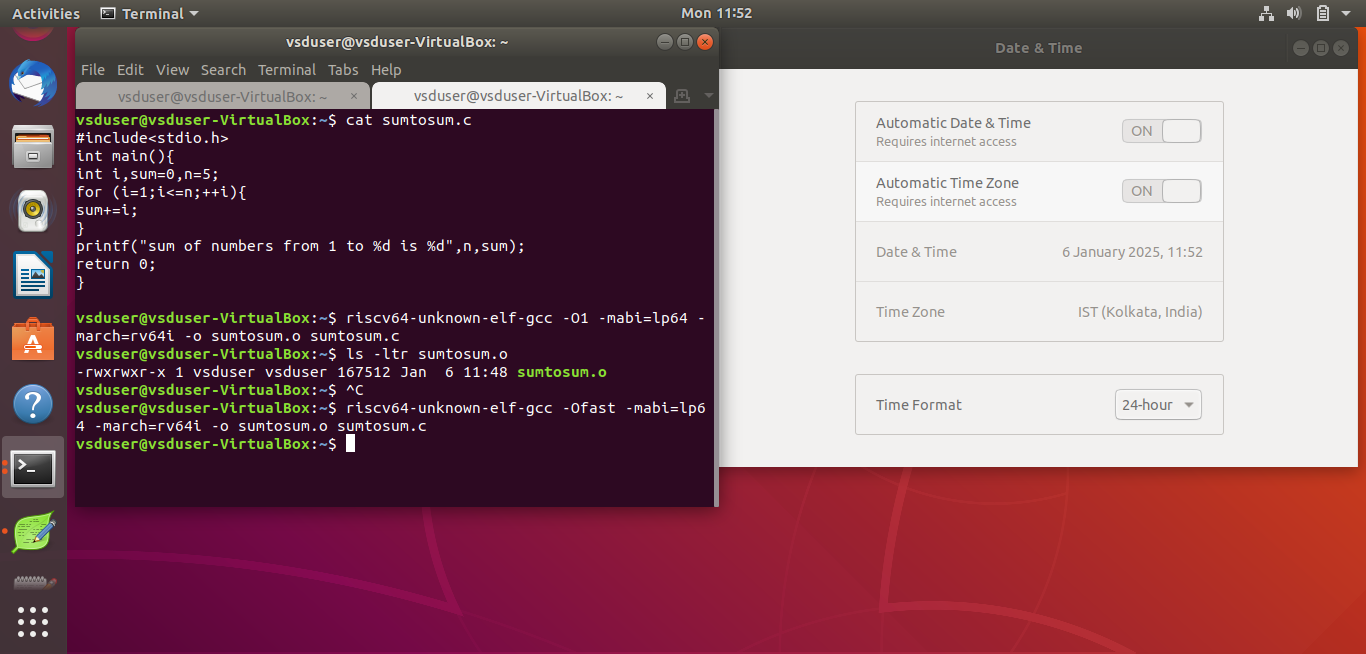 Activities Terminal Mon 11:52
vsduser@vsduser-VirtualBox: ~
File Edit View Search Terminal Tabs Help
vsduser@vsduser-VirtualBox: ~ × vsduser@vsduser-VirtualBox: ~ ×
vsduser@vsduser-VirtualBox:~$ cat sumtosum.c
#include<stdio.h>
int main(){
int i,sum=0,n=5;
for (i=1;i<=n;++i){
sum+=i;
}
printf("sum of numbers from 1 to %d is %d",n,sum);
return 0;
}
vsduser@vsduser-VirtualBox:~$ riscv64-unknown-elf-gcc -O1 -mabi=lp64 -
march=rv64i -o sumtosum.o sumtosum.c
vsduser@vsduser-VirtualBox:~$ ls -ltr sumtosum.o
-rwxrwxr-x 1 vsduser vsduser 167512 Jan  6 11:48 sumtosum.o
vsduser@vsduser-VirtualBox:~$ ^C
vsduser@vsduser-VirtualBox:~$ riscv64-unknown-elf-gcc -Ofast -mabi=lp6
4 -march=rv64i -o sumtosum.o sumtosum.c
vsduser@vsduser-VirtualBox:~$
Date & Time
Automatic Date & Time ON
Requires internet access
Automatic Time Zone ON
Requires internet access
Date & Time 6 January 2025, 11:52
Time Zone IST (Kolkata, India)
Time Format 24-hour